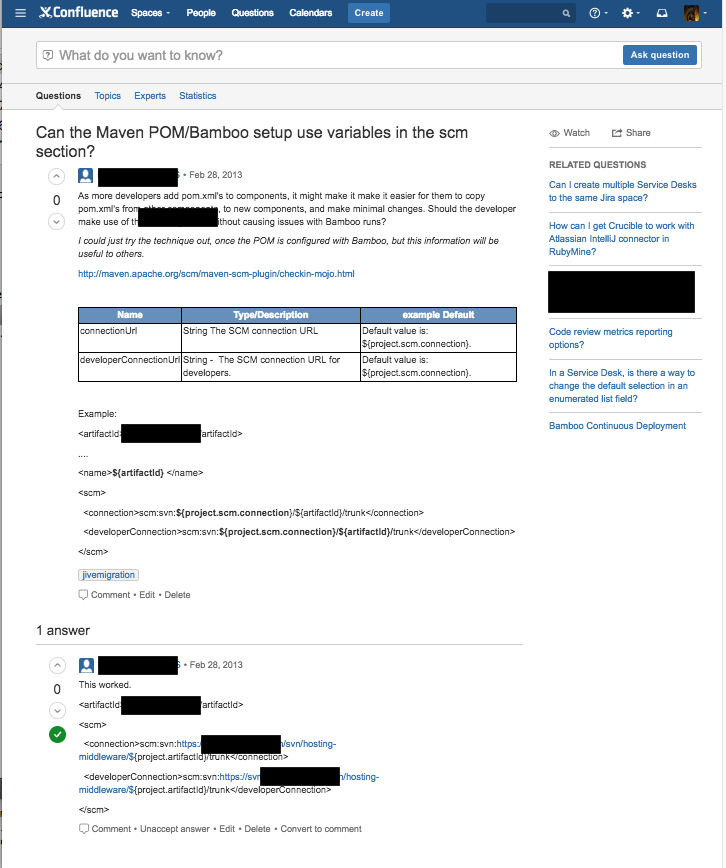 Confluence Spaces People Questions Calendars Create
What do you want to know? Ask question
Questions Topics Experts Statistics
Can the Maven POM/Bamboo setup use variables in the scm
section?
• Feb 28, 2013
0
As more developers add pom.xml's to components, it might make it make it easier for them to copy
pom.xml's from other components, to new components, and make minimal changes. Should the developer
make use of th ithout causing issues with Bamboo runs?
I could just try the technique out, once the POM is configured with Bamboo, but this information will be
useful to others.
http://maven.apache.org/scm/maven-scm-plugin/checkin-mojo.html
Name Type/Description example Default
connectionUrl String The SCM connection URL Default value is:
${project.scm.connection}.
developerConnectionUrl String - The SCM connection URL for Default value is:
developers. ${project.scm.connection}.
Example:
<artifactId> artifactId>
....
<name>${artifactId} </name>
<scm>
<connection>scm:svn:${project.scm.connection}/${artifactId}/trunk</connection>
<developerConnection>scm:svn:${project.scm.connection}/${artifactId}/trunk</developerConnection>
</scm>
jivemigration
Comment • Edit • Delete
1 answer
• Feb 28, 2013
0
This worked.
<artifactId> artifactId>
<scm>
<connection>scm:svn:https:/ /svn/hosting-
middleware/${project.artifactId}/trunk</connection>
<developerConnection>scm:svn:https://svn /hosting-
middleware/${project.artifactId}/trunk</developerConnection>
</scm>
Comment • Unaccept answer • Edit • Delete • Convert to comment
Watch Share
RELATED QUESTIONS
Can I create multiple Service Desks
to the same Jira space?
How can I get Crucible to work with
Atlassian IntelliJ connector in
RubyMine?
Code review metrics reporting
options?
In a Service Desk, is there a way to
change the default selection in an
enumerated list field?
Bamboo Continuous Deployment